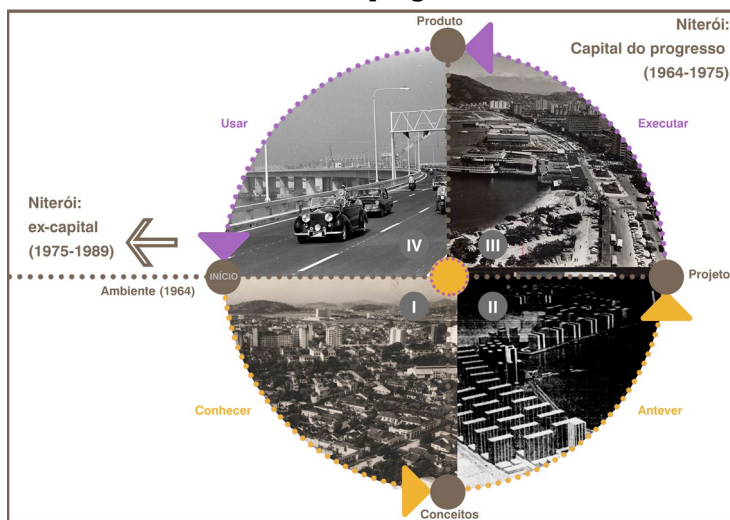 Produto
Niterói:
Capital do progresso
(1964-1975)
Usar
Executar
Niterói:
ex-capital
(1975-1989)
IV
III
INÍCIO
Projeto
Ambiente (1964)
I
II
Conhecer
Antever
Conceitos